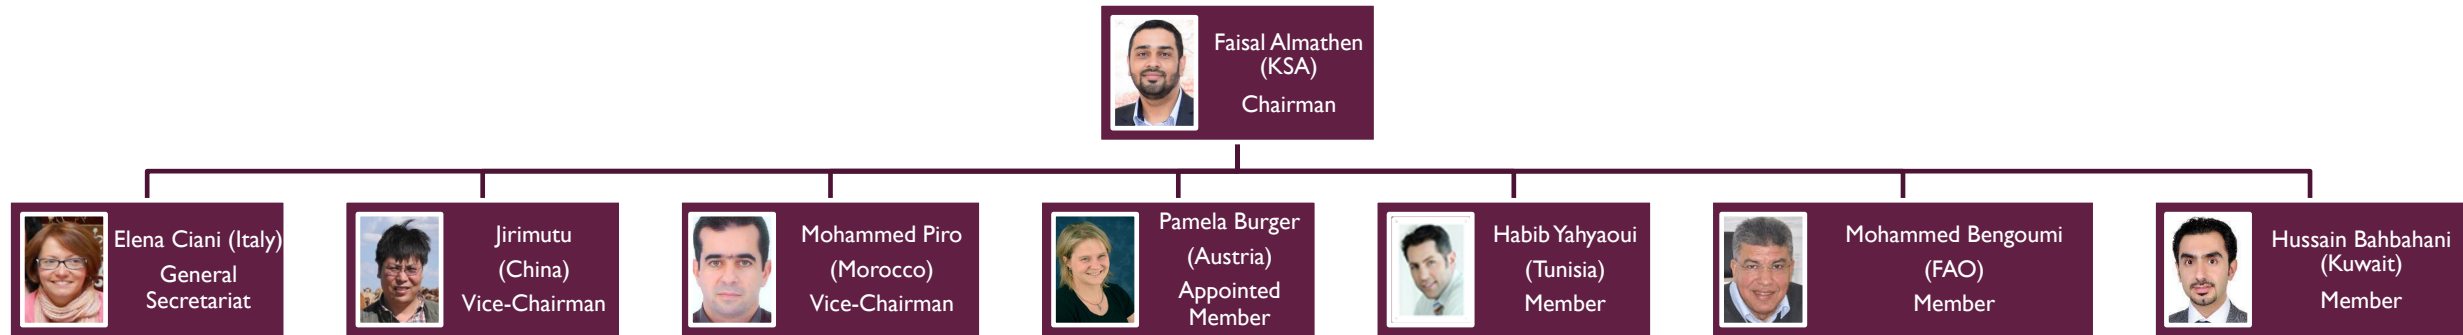 Faisal Almathen
(KSA)
Chairman
Elena Ciani (Italy)
General
Secretariat
Jirimutu
(China)
Vice-Chairman
Mohammed Piro
(Morocco)
Vice-Chairman
Pamela Burger
(Austria)
Appointed
Member
Habib Yahyaoui
(Tunisia)
Member
Mohammed Bengoumi
(FAO)
Member
Hussain Bahbahani
(Kuwait)
Member